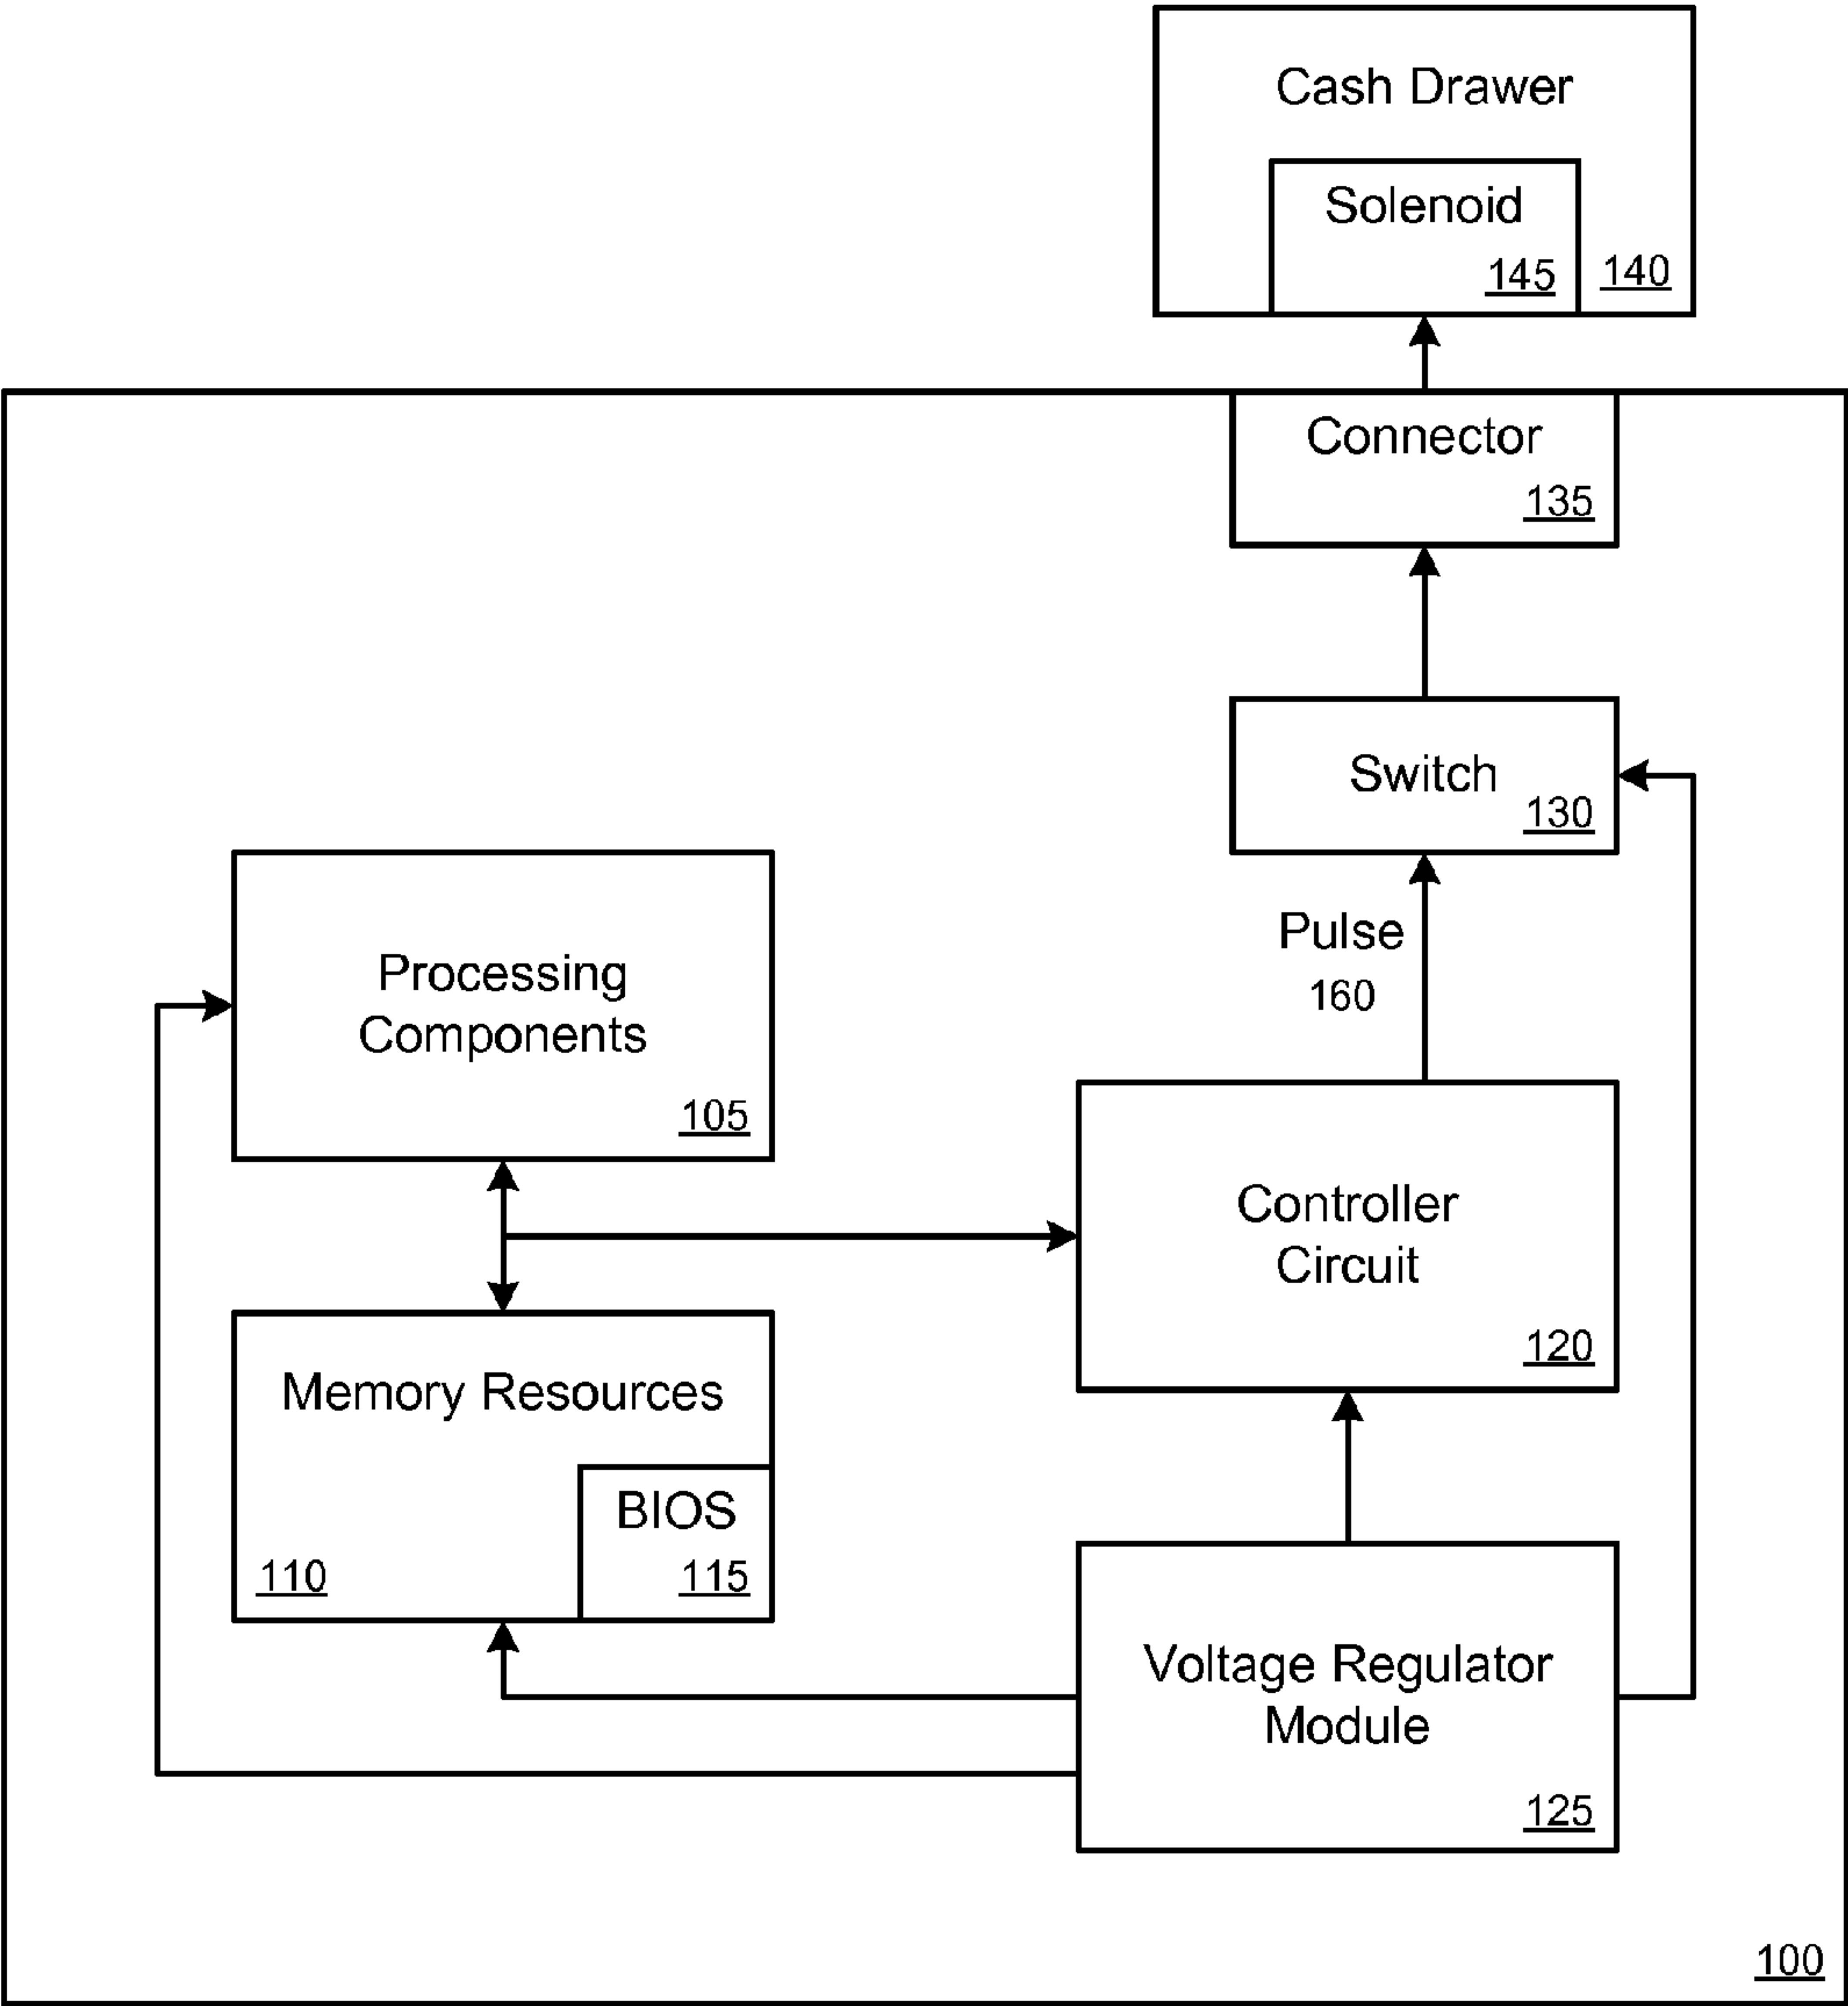 Cash Drawer
Solenoid
145
140
Connector
135
Switch
130
Pulse
160
Processing
Components
105
Controller
Circuit
120
Memory Resources
BIOS
110
115
Voltage Regulator
Module
125
100